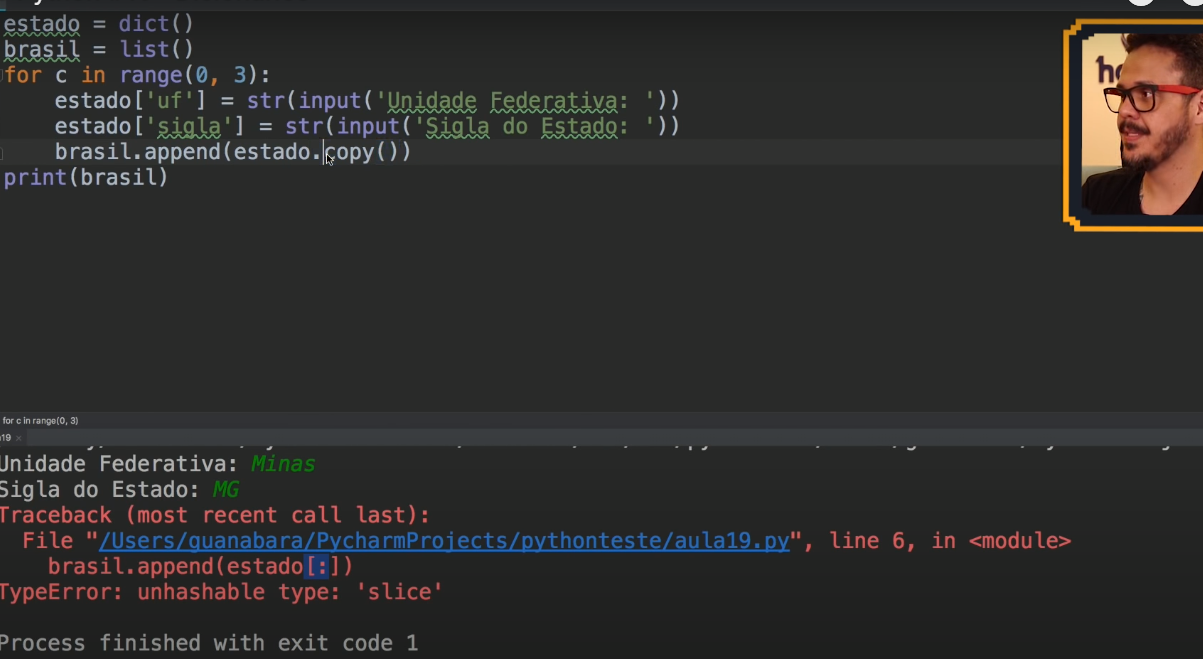 estado = dict()
brasil = list()
for c in range(0, 3):
    estado['uf'] = str(input('Unidade Federativa: '))
    estado['sigla'] = str(input('Sigla do Estado: '))
    brasil.append(estado.copy())
print(brasil)
for c in range(0, 3)
19 ×
Unidade Federativa: Minas
Sigla do Estado: MG
Traceback (most recent call last):
  File "/Users/guanabara/PycharmProjects/pythonteste/aula19.py", line 6, in <module>
    brasil.append(estado[:])
TypeError: unhashable type: 'slice'
Process finished with exit code 1